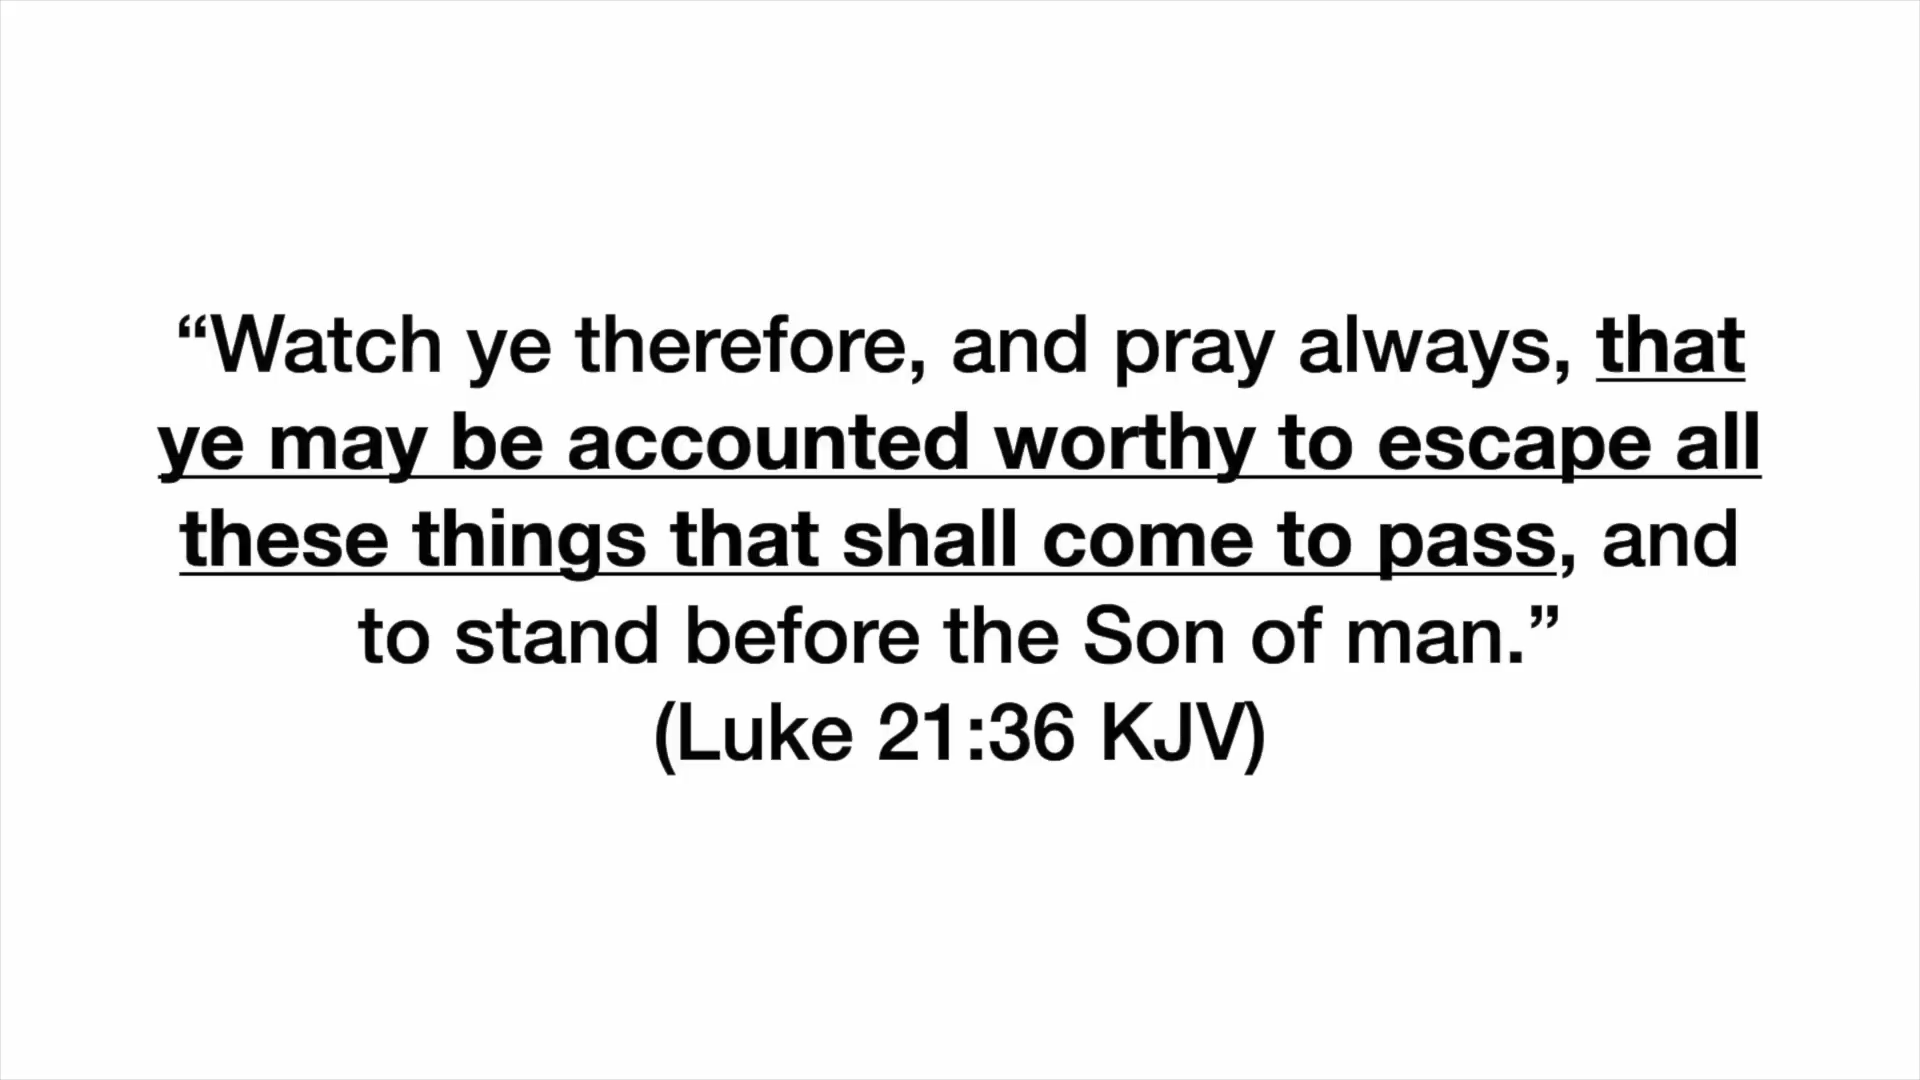 “Watch ye therefore, and pray always, that
ye may be accounted worthy to escape all
these things that shall come to pass, and
to stand before the Son of man.”
(Luke 21:36 KJV)